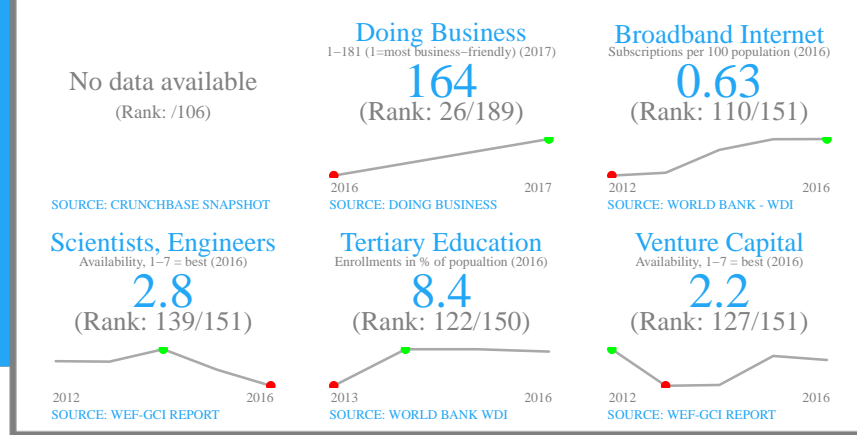 No data available
(Rank: /106)
SOURCE: CRUNCHBASE SNAPSHOT
Doing Business
1−181 (1=most business−friendly) (2017)
164
(Rank: 26/189)
2016 2017
SOURCE: DOING BUSINESS
Broadband Internet
Subscriptions per 100 population (2016)
0.63
(Rank: 110/151)
2012 2016
SOURCE: WORLD BANK - WDI
Scientists, Engineers
Availability, 1−7 = best (2016)
2.8
(Rank: 139/151)
2012 2016
SOURCE: WEF-GCI REPORT
Tertiary Education
Enrollments in % of popualtion (2016)
8.4
(Rank: 122/150)
2013 2016
SOURCE: WORLD BANK WDI
Venture Capital
Availability, 1−7 = best (2016)
2.2
(Rank: 127/151)
2012 2016
SOURCE: WEF-GCI REPORT